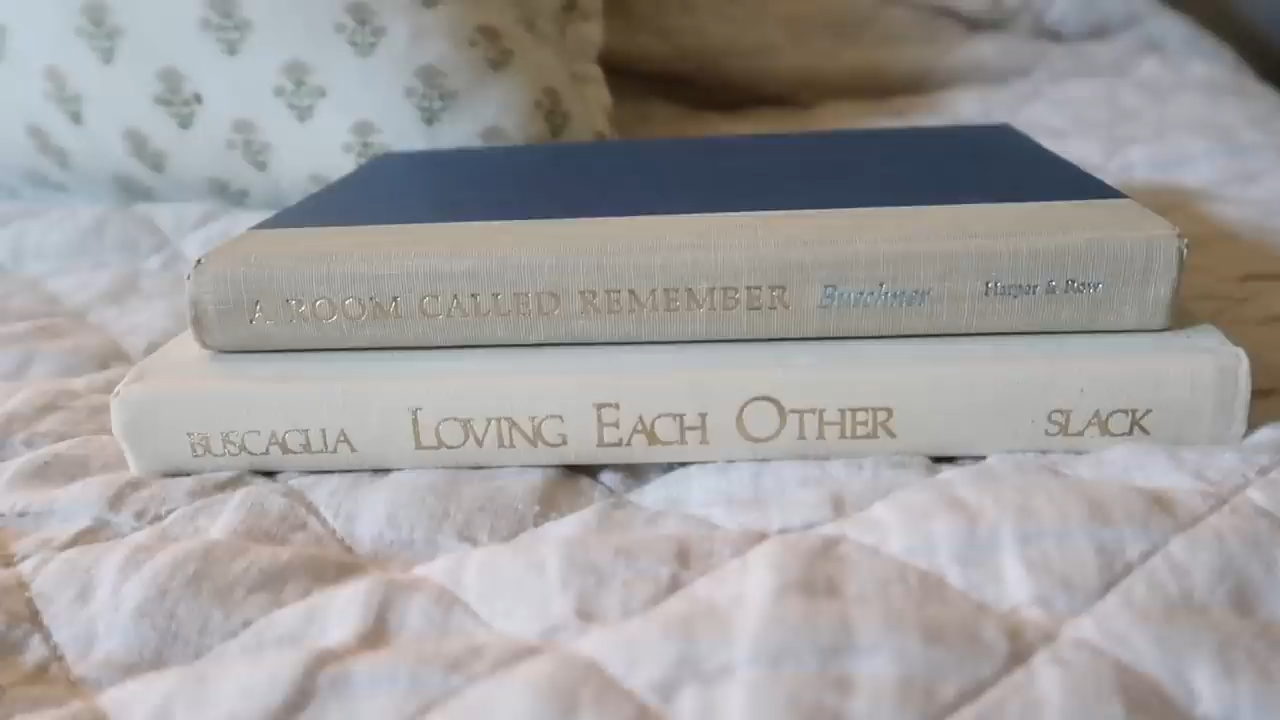 A ROOM CALLED REMEMBER Buechner Harper & Row
BUSCAGLIA LOVING EACH OTHER SLACK